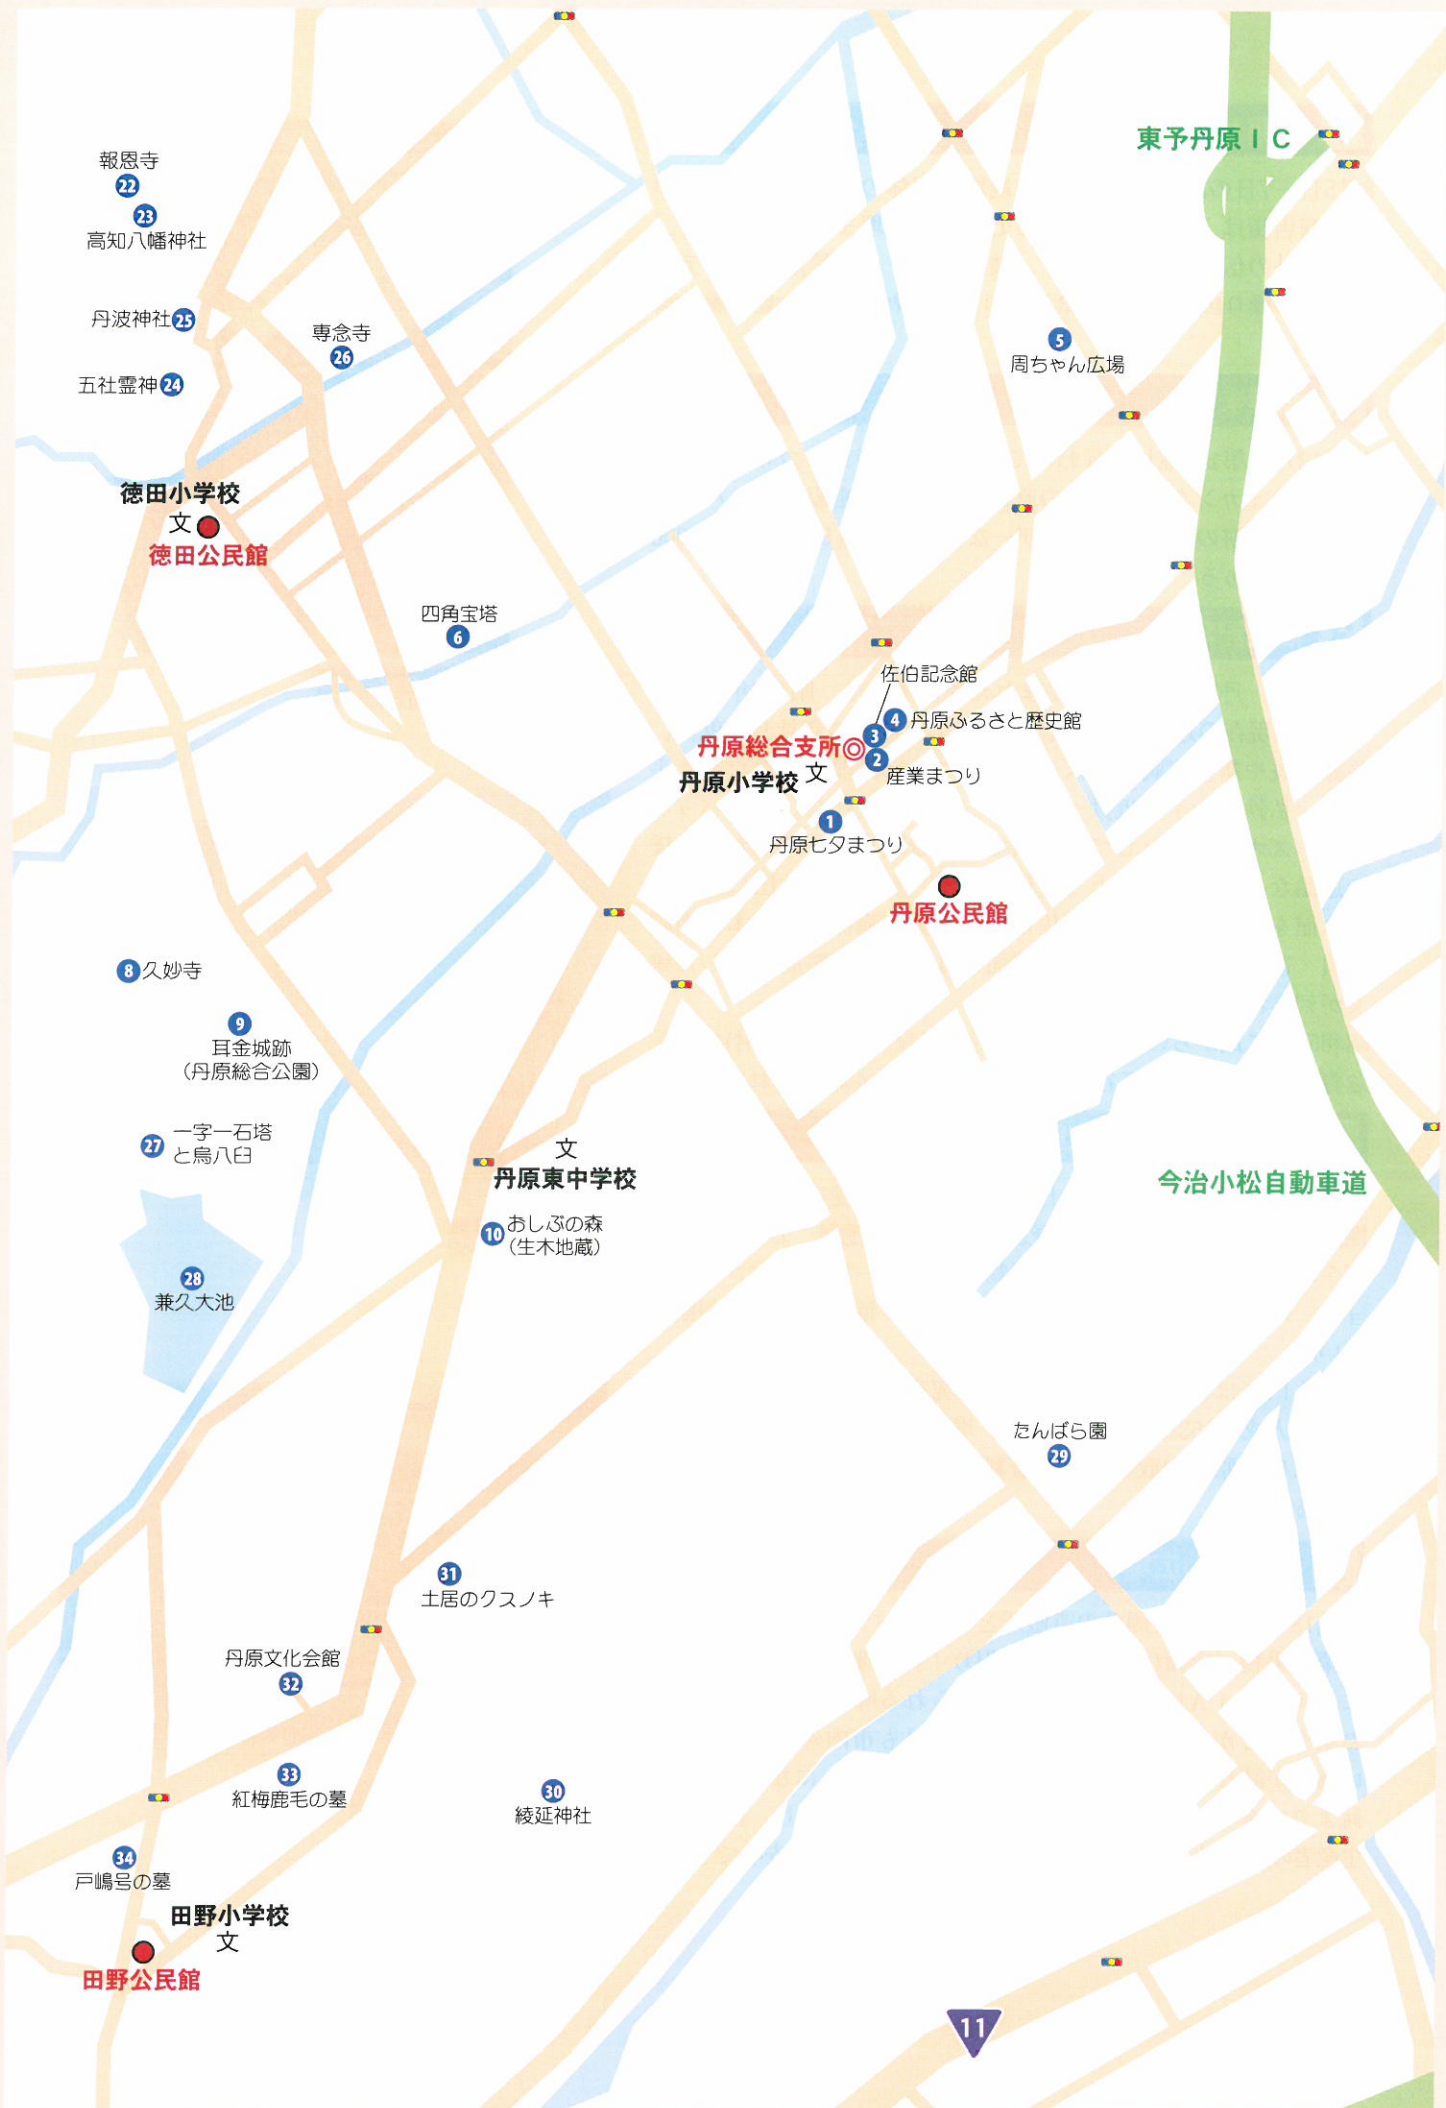 東予丹原IC
報恩寺
22
23
高知八幡神社
丹波神社 25
専念寺
26
5
周ちゃん広場
五社霊神 24
徳田小学校
文
徳田公民館
四角宝塔
6
佐伯記念館
4 丹原ふるさと歴史館
3
丹原総合支所
2
産業まつり
丹原小学校 文
1
丹原七夕まつり
丹原公民館
8 久妙寺
9
耳金城跡
(丹原総合公園)
27 一字一石塔
と烏八臼
文
丹原東中学校
今治小松自動車道
10 おしぶの森
(生木地蔵)
28
兼久大池
たんばら園
29
31
土居のクスノキ
丹原文化会館
32
33
紅梅鹿毛の墓
30
綾延神社
34
戸嶋号の墓
田野小学校
文
田野公民館
11